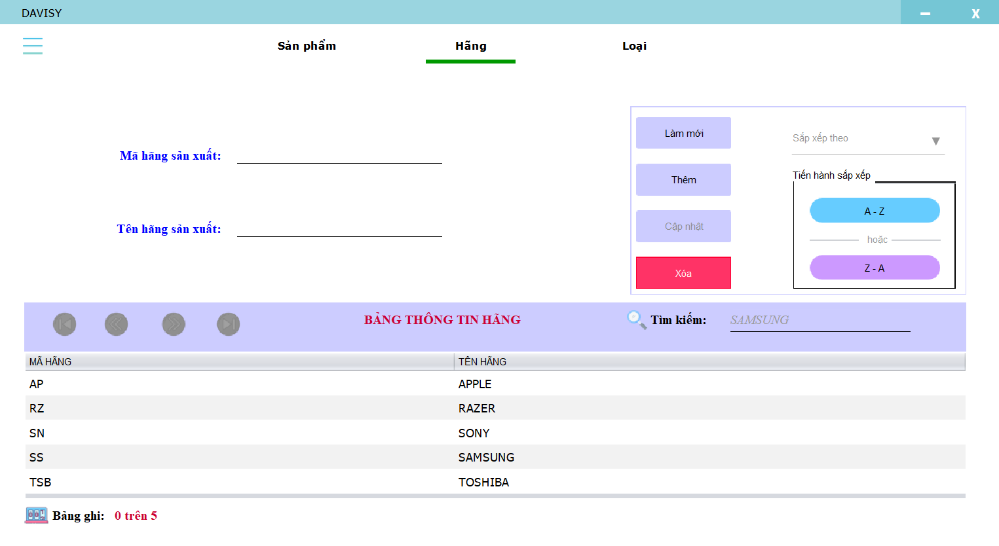 DAVISY
X
Sản phẩm
Hãng
Loại
Mã hãng sản xuất:
Tên hãng sản xuất:
Làm mới
Thêm
Cập nhật
Xóa
Sắp xếp theo
Tiến hành sắp xếp
A - Z
hoặc
Z - A
BẢNG THÔNG TIN HÃNG
Tìm kiếm:
SAMSUNG
MÃ HÃNG TÊN HÃNG
AP APPLE
RZ RAZER
SN SONY
SS SAMSUNG
TSB TOSHIBA
Bảng ghi: 0 trên 5